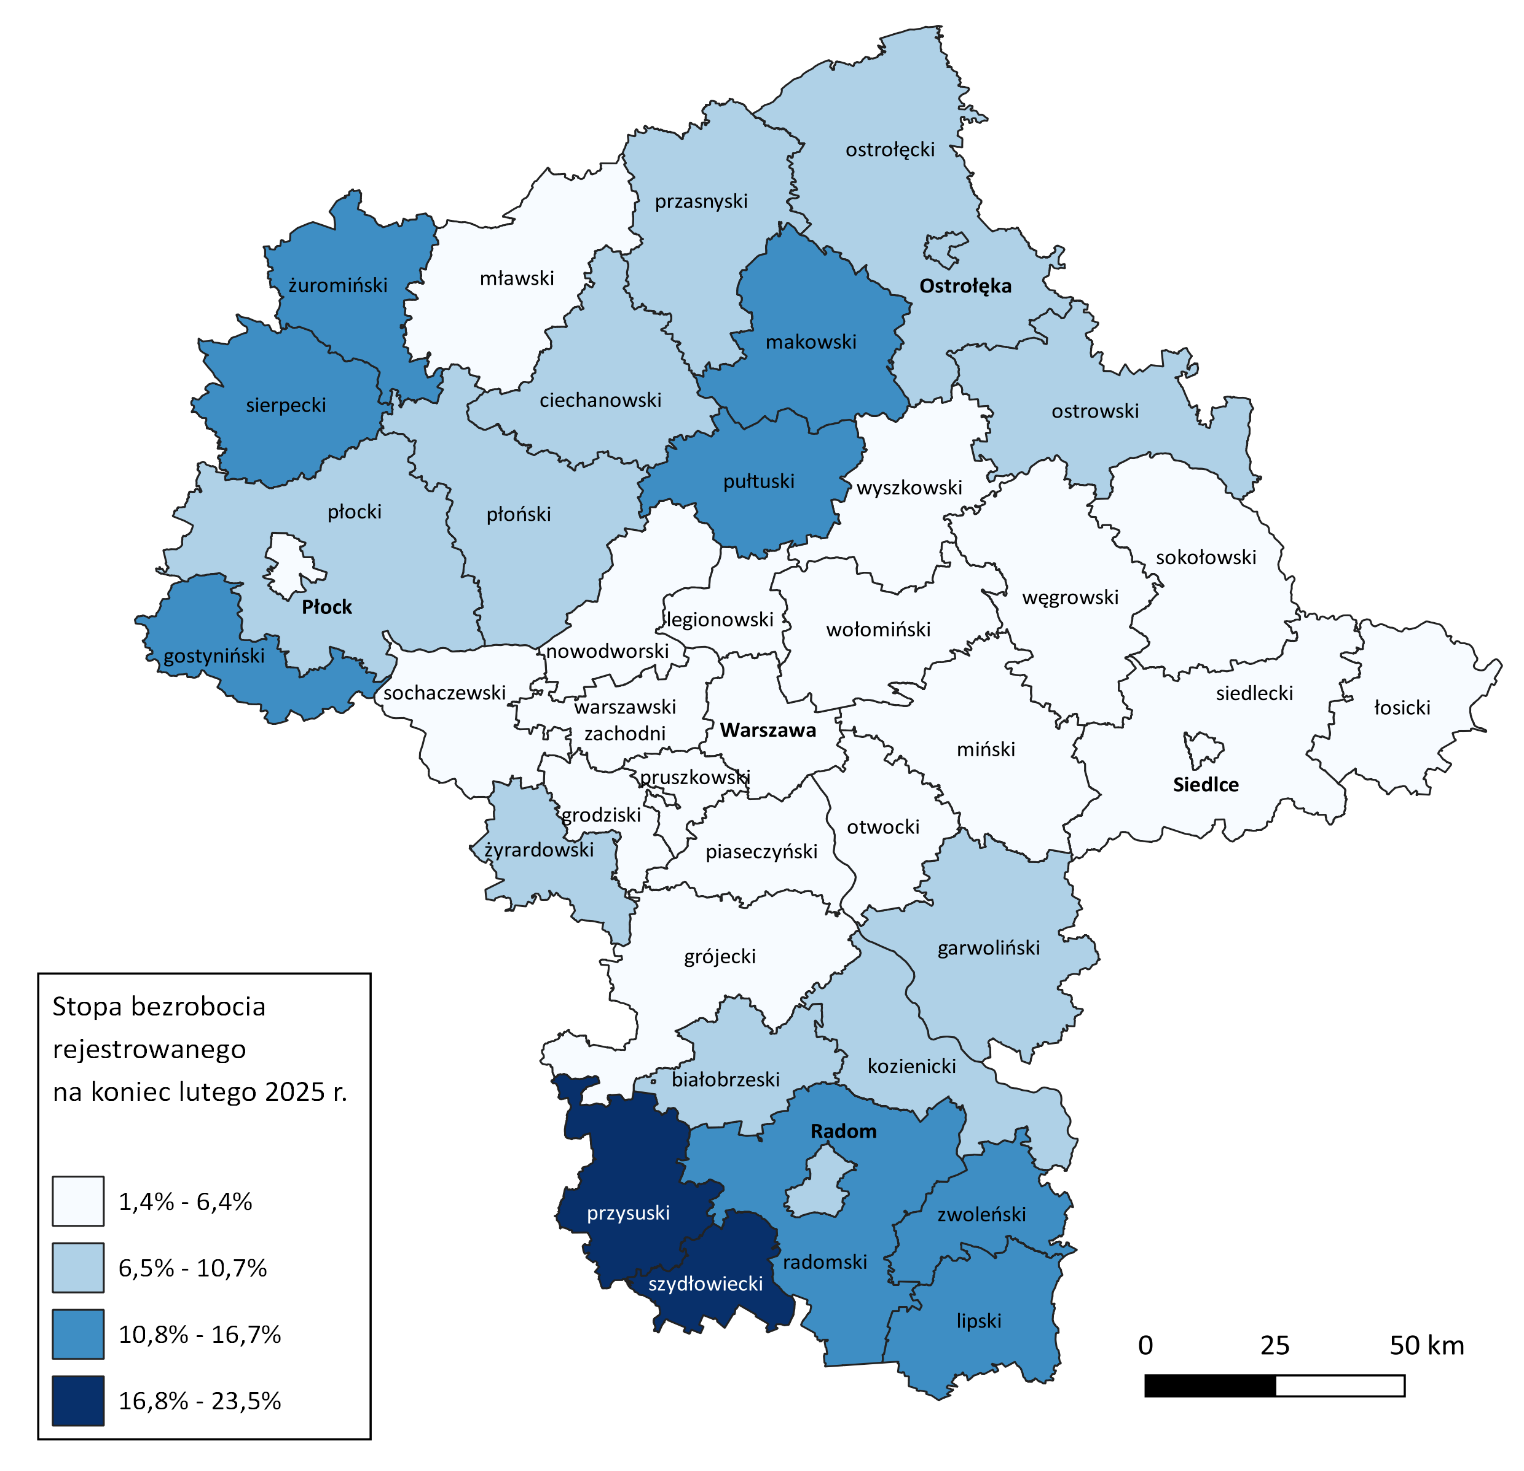 ostrołęcki
przasnyski
żuromiński
mławski
Ostrołęka
makowski
sierpecki
ciechanowski
ostrowski
pułtuski
wyszkowski
płocki
płoński
sokołowski
węgrowski
Płock
legionowski
wołomiński
gostyniński
nowodworski
sochaczewski
siedlecki
warszawski
zachodni
łosicki
Warszawa
miński
pruszkowski
Siedlce
grodziski
otwocki
żyrardowski
piaseczyński
garwoliński
grójecki
kozienicki
białobrzeski
Radom
przysuski
zwoleński
radomski
szydłowiecki
lipski
Stopa bezrobocia
rejestrowanego
na koniec lutego 2025 r.
1,4% - 6,4%
6,5% - 10,7%
10,8% - 16,7%
16,8% - 23,5%
0 25 50 km